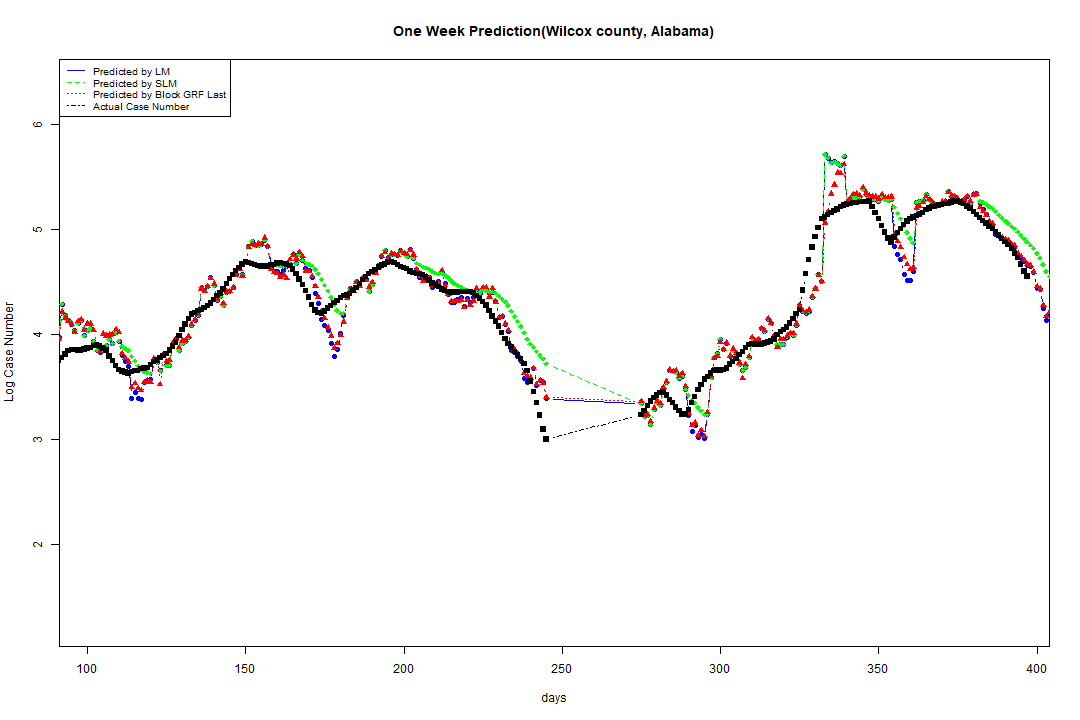 One Week Prediction(Wilcox county, Alabama)
Predicted by LM
Predicted by SLM
Predicted by Block GRF Last
Actual Case Number
6
5
4
3
2
Log Case Number
100 150 200 250 300 350 400
days